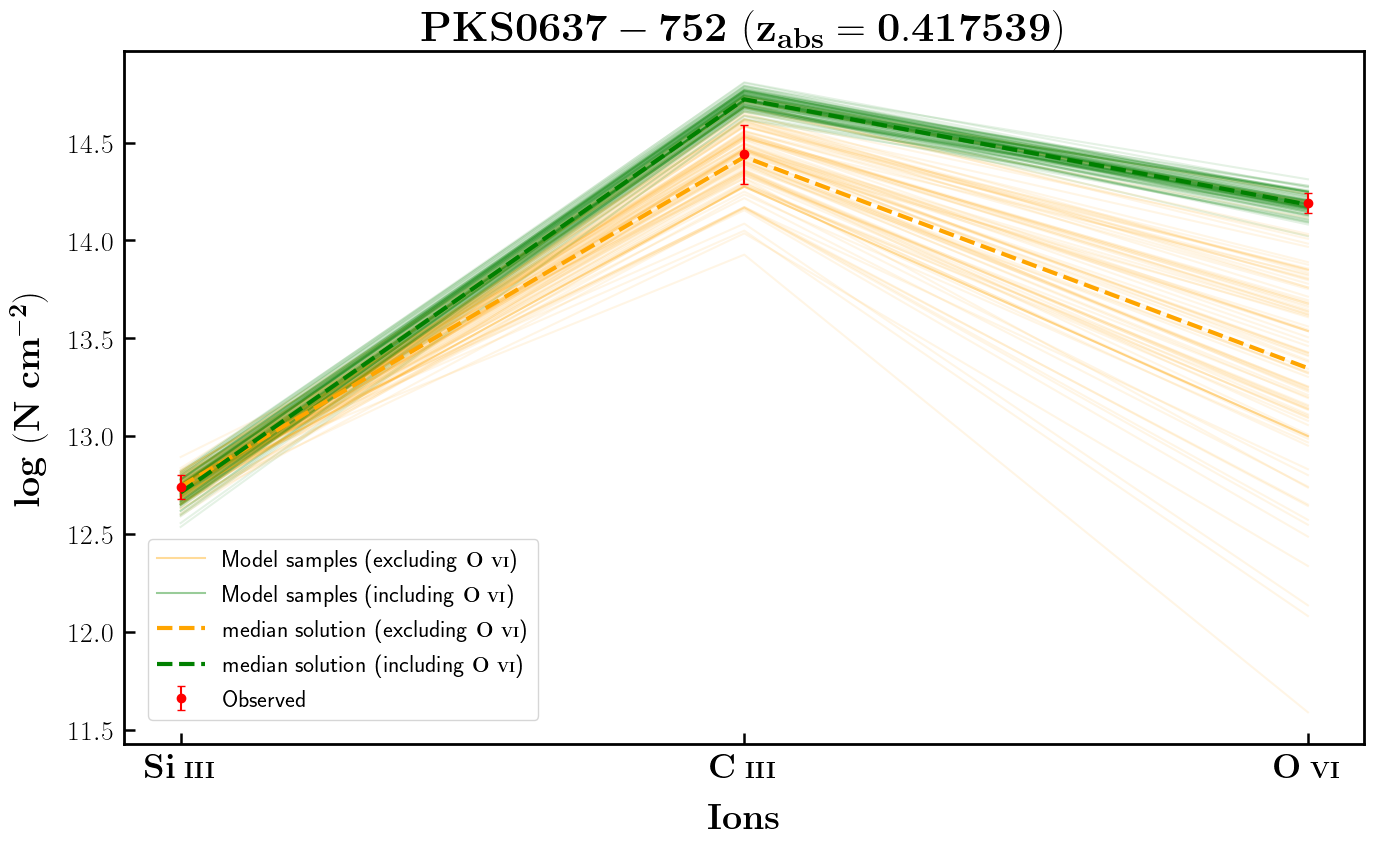 PKS0637 − 752 (z_abs = 0.417539)
log (N cm⁻²)
14.5
14.0
13.5
13.0
12.5
12.0
11.5
Model samples (excluding O VI)
Model samples (including O VI)
median solution (excluding O VI)
median solution (including O VI)
Observed
Si III
C III
O VI
Ions